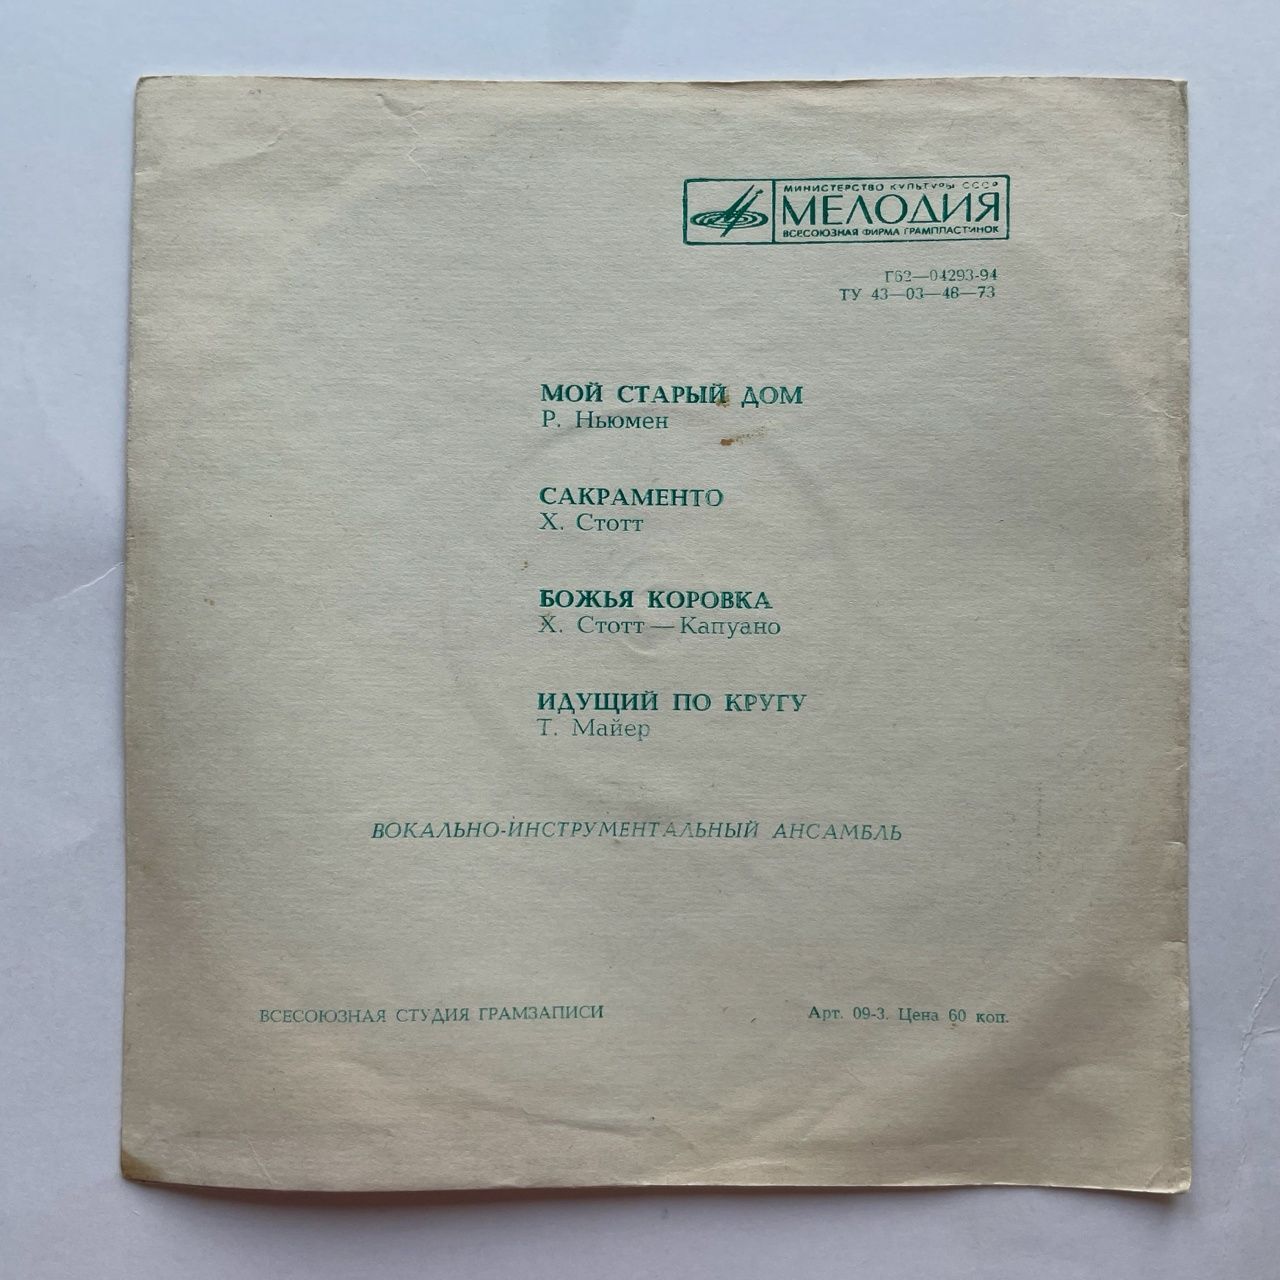 МИНИСТЕРСТВО КУЛЬТУРЫ СССР
МЕЛОДИЯ
ВСЕСОЮЗНАЯ ФИРМА ГРАМПЛАСТИНОК
Г62—04293-94
ТУ 43—03—48—73
МОЙ СТАРЫЙ ДОМ
Р. Ньюмен
САКРАМЕНТО
Х. Стотт
БОЖЬЯ КОРОВКА
Х. Стотт — Капуано
ИДУЩИЙ ПО КРУГУ
Т. Майер
ВОКАЛЬНО-ИНСТРУМЕНТАЛЬНЫЙ АНСАМБЛЬ
ВСЕСОЮЗНАЯ СТУДИЯ ГРАМЗАПИСИ
Арт. 09-3. Цена 60 коп.